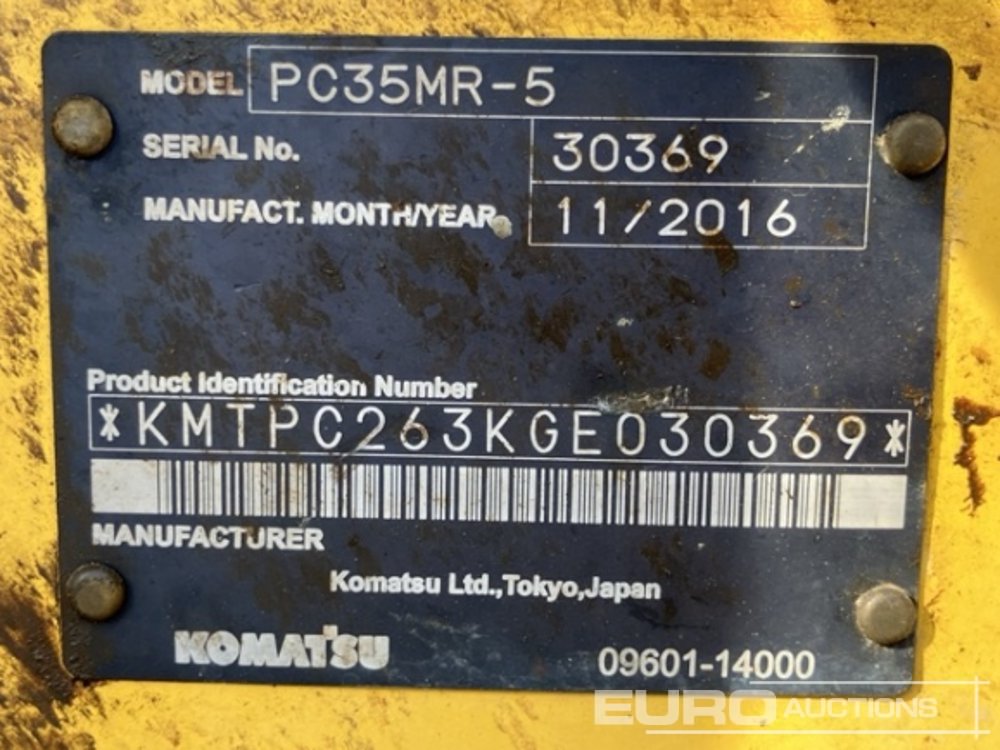 MODEL PC35MR-5
SERIAL No. 30369
MANUFACT. MONTH/YEAR 11/2016
Product Identification Number
*KMTPC263KGE030369*
MANUFACTURER
Komatsu Ltd.,Tokyo,Japan
KOMATSU 09601-14000
EURO AUCTIONS